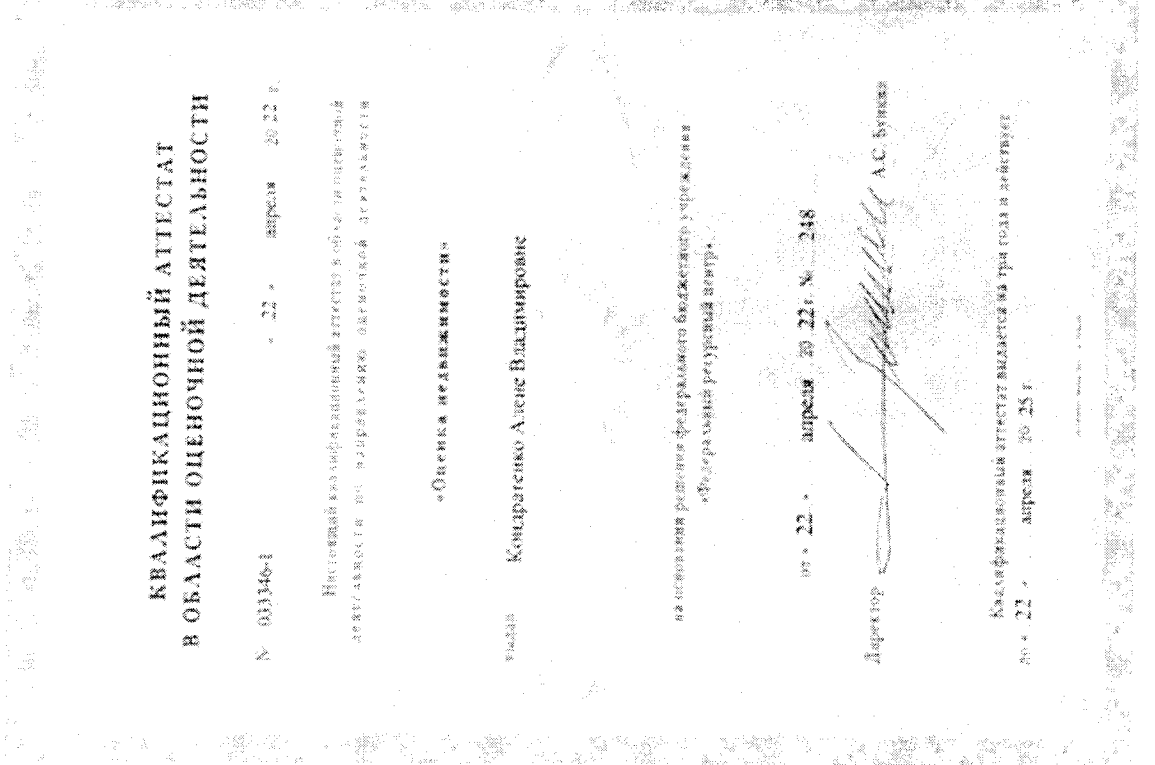 КВАЛИФИКАЦИОННЫЙ АТТЕСТАТ
В ОБЛАСТИ ОЦЕНОЧНОЙ ДЕЯТЕЛЬНОСТИ
№ 033346-1 « 22 » апреля 20 22 г.
Настоящий квалификационный аттестат в области оценочной
деятельности по направлению оценочной деятельности
«Оценка недвижимости»
выдан Кондратенко Алене Владимировне
на основании решения федерального бюджетного учреждения
«Федеральный ресурсный центр»
от « 22 » апреля 20 22 г. № 248
Директор А.С. Бункин
Квалификационный аттестат выдается на три года и действует
до « 22 » апреля 20 25 г.